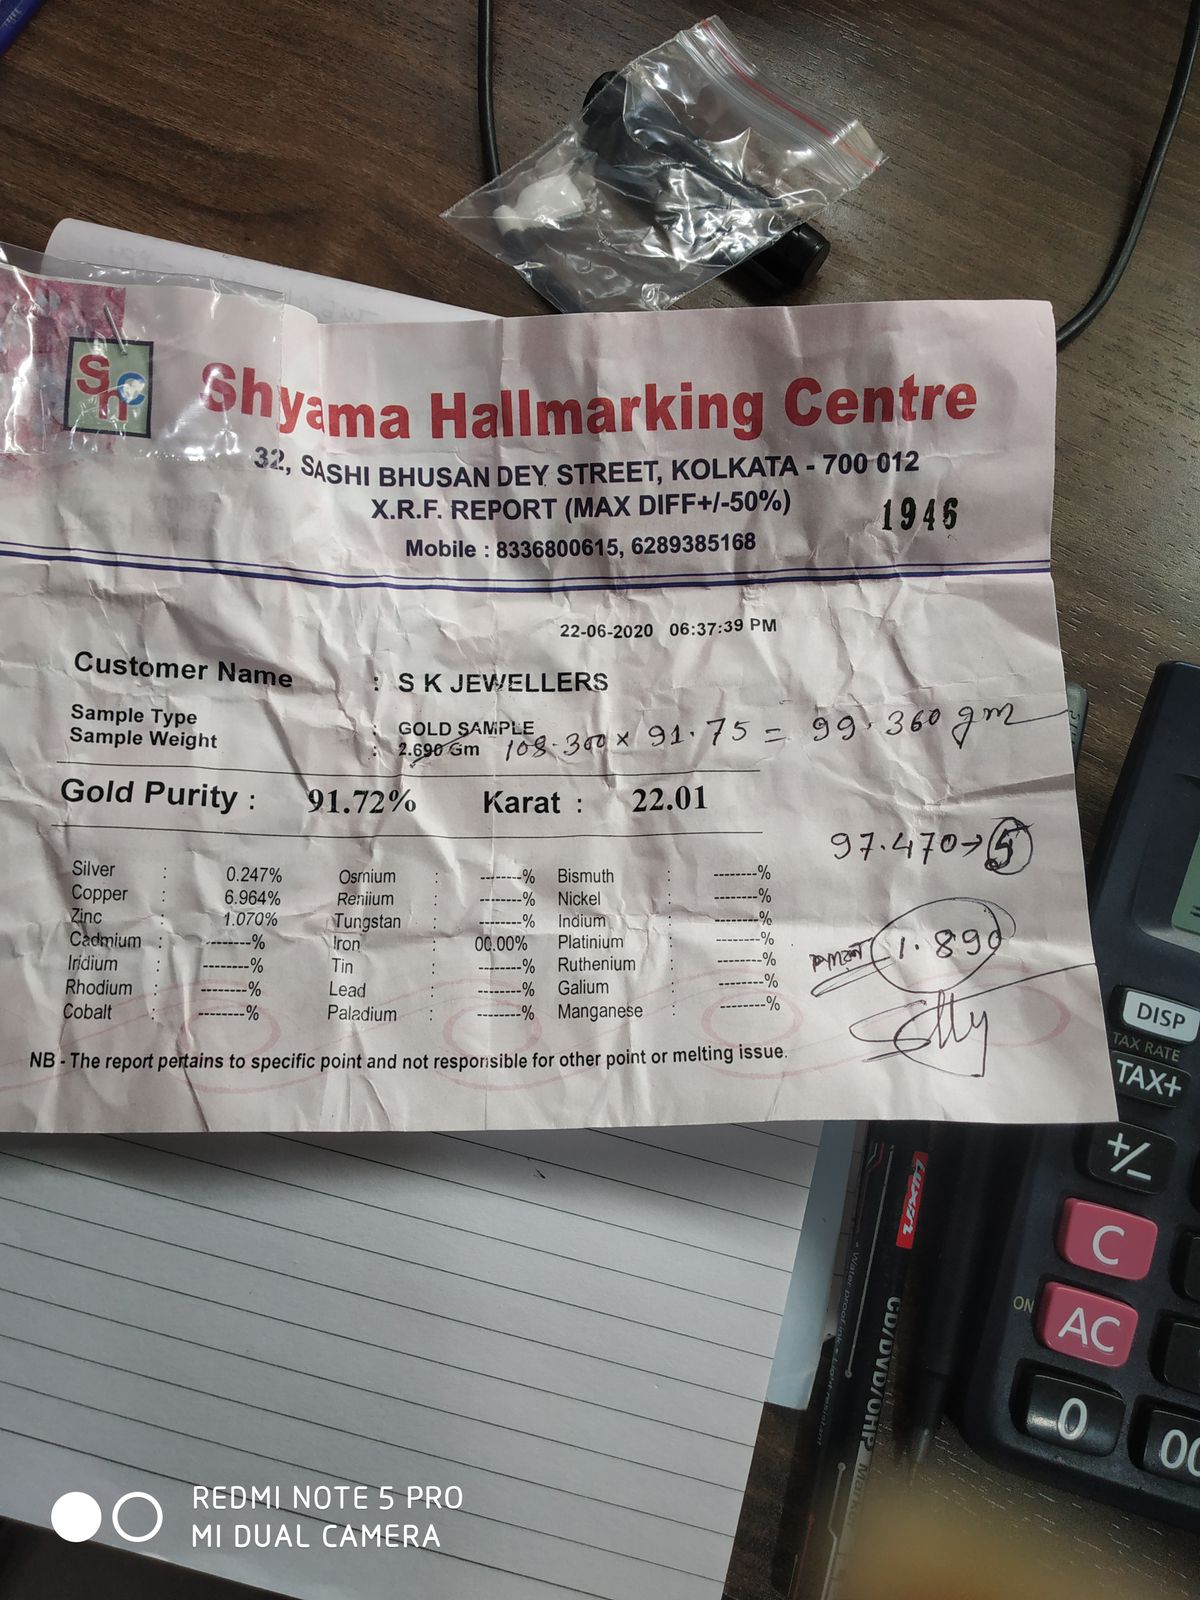 Shc
Shyama Hallmarking Centre
32, SASHI BHUSAN DEY STREET, KOLKATA - 700 012
X.R.F. REPORT (MAX DIFF+/-50%)
1946
Mobile : 8336800615, 6289385168
22-06-2020 06:37:39 PM
Customer Name : S K JEWELLERS
Sample Type : GOLD SAMPLE
Sample Weight : 2.690 Gm 108.300 × 91.75 = 99.360 gm
Gold Purity : 91.72% Karat : 22.01
97.470→5
Silver : 0.247% Osmium : --------% Bismuth : --------%
Copper : 6.964% Reniium : --------% Nickel : --------%
Zinc : 1.070% Tungstan : --------% Indium : --------%
Cadmium : --------% Iron : 00.00% Platinium : --------%
Iridium : --------% Tin : --------% Ruthenium : --------%
Rhodium : --------% Lead : --------% Galium : --------%
Cobalt : --------% Paladium : --------% Manganese : --------%
1.890
NB - The report pertains to specific point and not responsible for other point or melting issue.
DISP
TAX RATE
TAX+
+/-
C
ON
AC
0
00
Luxor
CD/DVD/OHP
REDMI NOTE 5 PRO
MI DUAL CAMERA